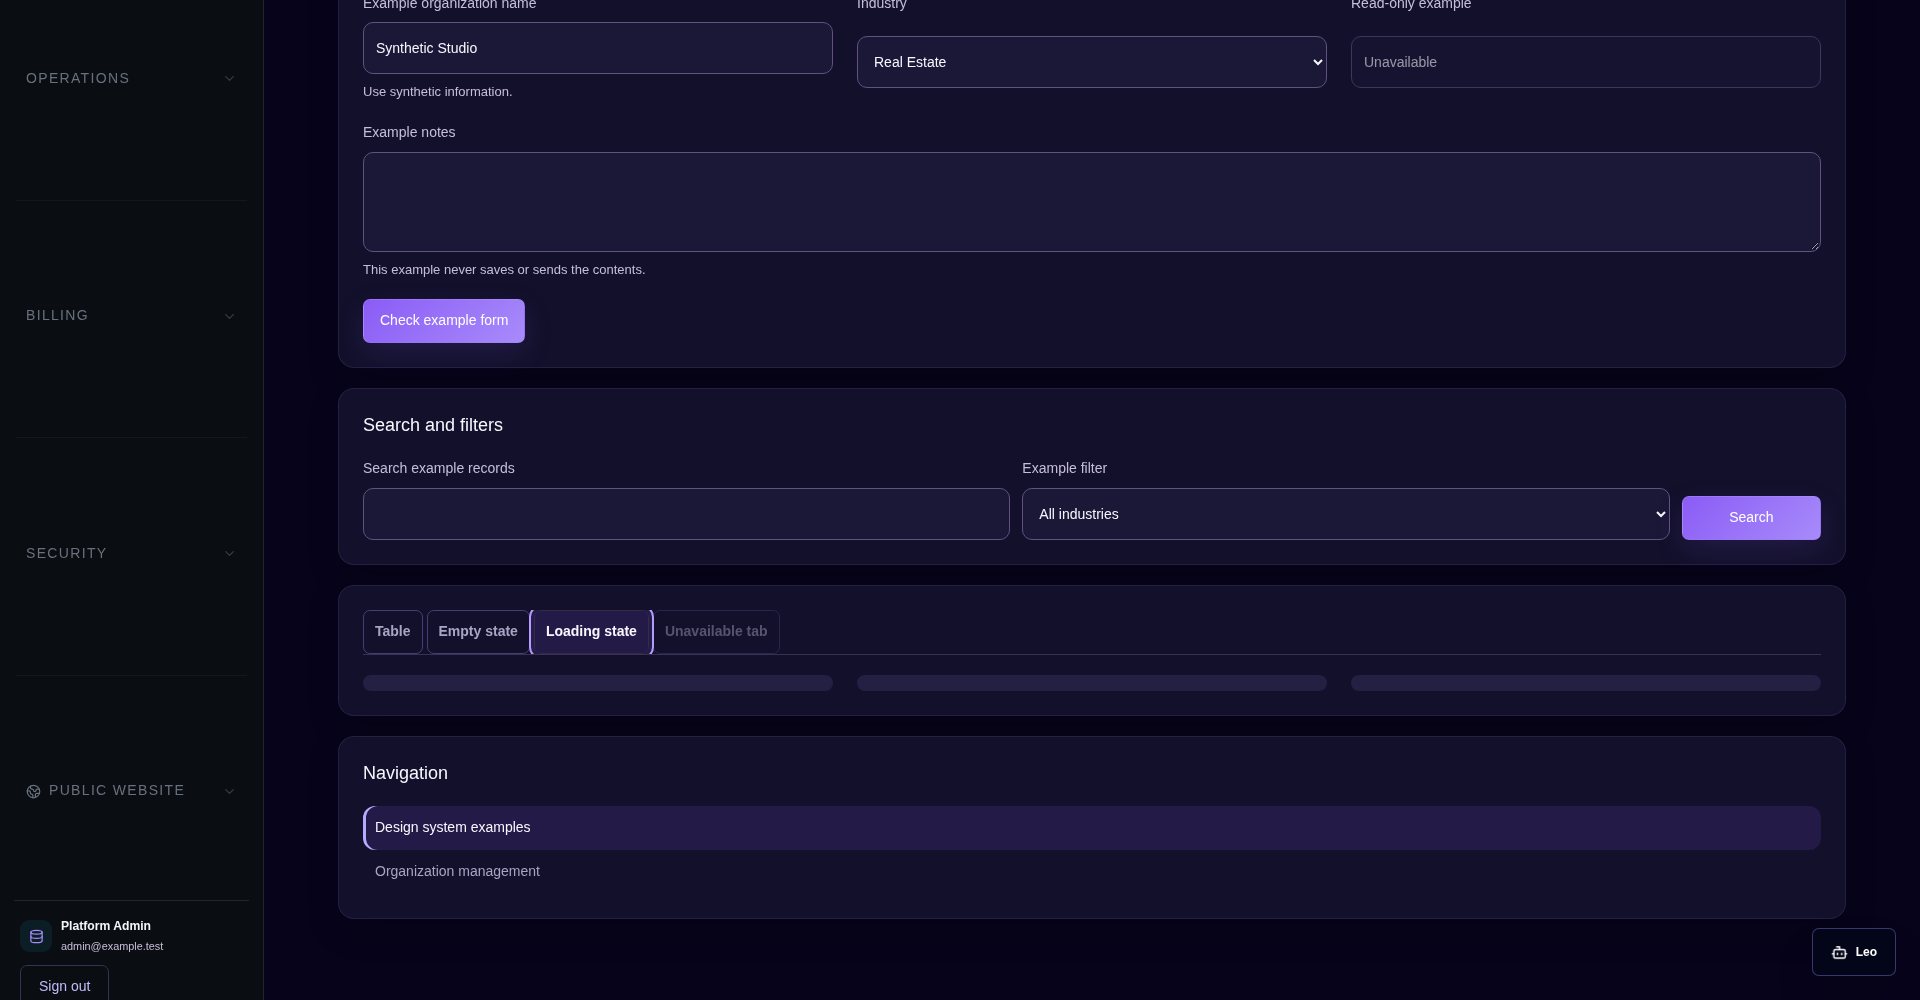 OPERATIONS
BILLING
SECURITY
PUBLIC WEBSITE
Platform Admin
admin@example.test
Sign out
Example organization name
Industry
Read-only example
Synthetic Studio
Real Estate
Unavailable
Use synthetic information.
Example notes
This example never saves or sends the contents.
Check example form
Search and filters
Search example records
Example filter
All industries
Search
Table
Empty state
Loading state
Unavailable tab
Navigation
Design system examples
Organization management
Leo